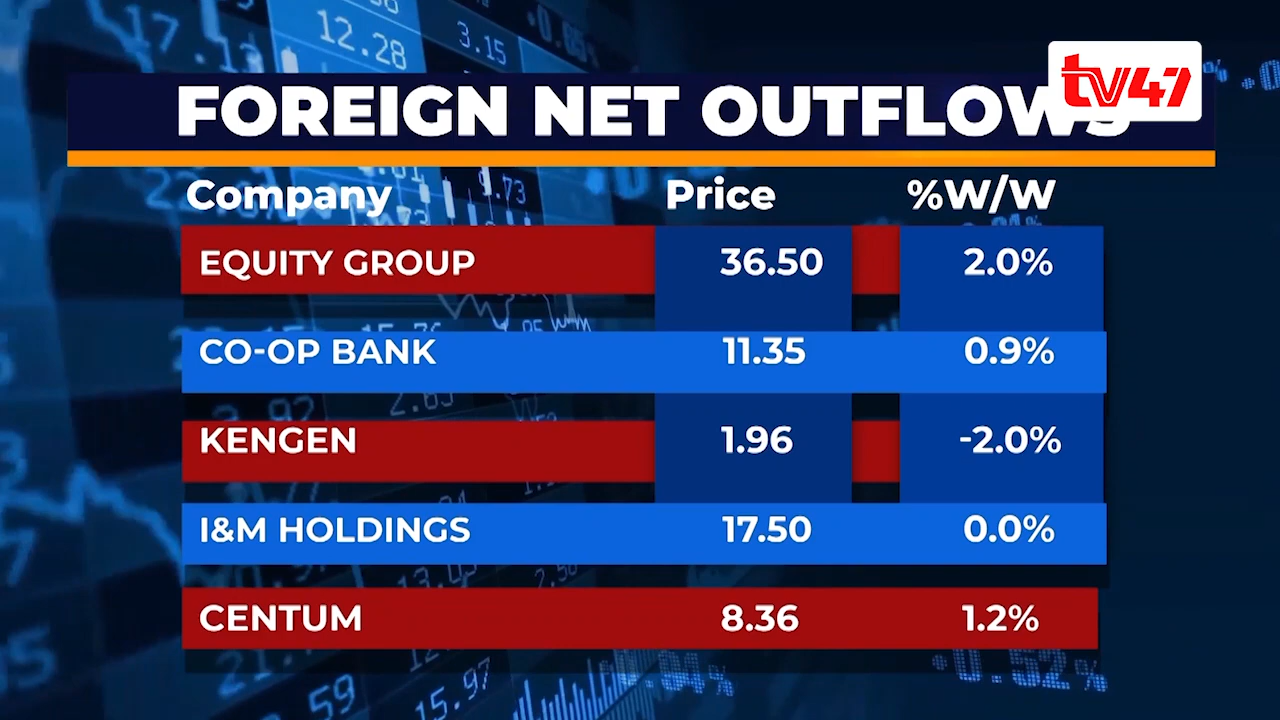 tv47
FOREIGN NET OUTFLOWS
Company Price %W/W
EQUITY GROUP 36.50 2.0%
CO-OP BANK 11.35 0.9%
KENGEN 1.96 -2.0%
I&M HOLDINGS 17.50 0.0%
CENTUM 8.36 1.2%